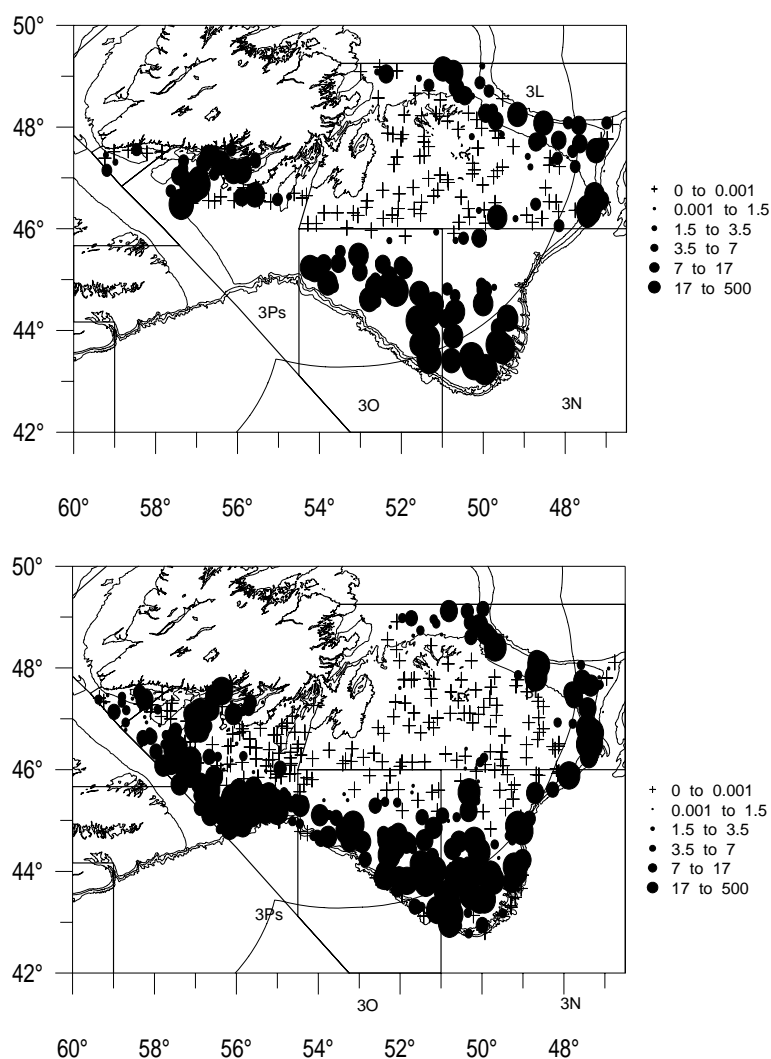 50°
48°
46°
44°
42°
3L
3Ps
3O
3N
+ 0 to 0.001
0.001 to 1.5
1.5 to 3.5
3.5 to 7
7 to 17
17 to 500
60° 58° 56° 54° 52° 50° 48°
50°
48°
46°
44°
42°
3Ps
3O 3N
+ 0 to 0.001
0.001 to 1.5
1.5 to 3.5
3.5 to 7
7 to 17
17 to 500
60° 58° 56° 54° 52° 50° 48°